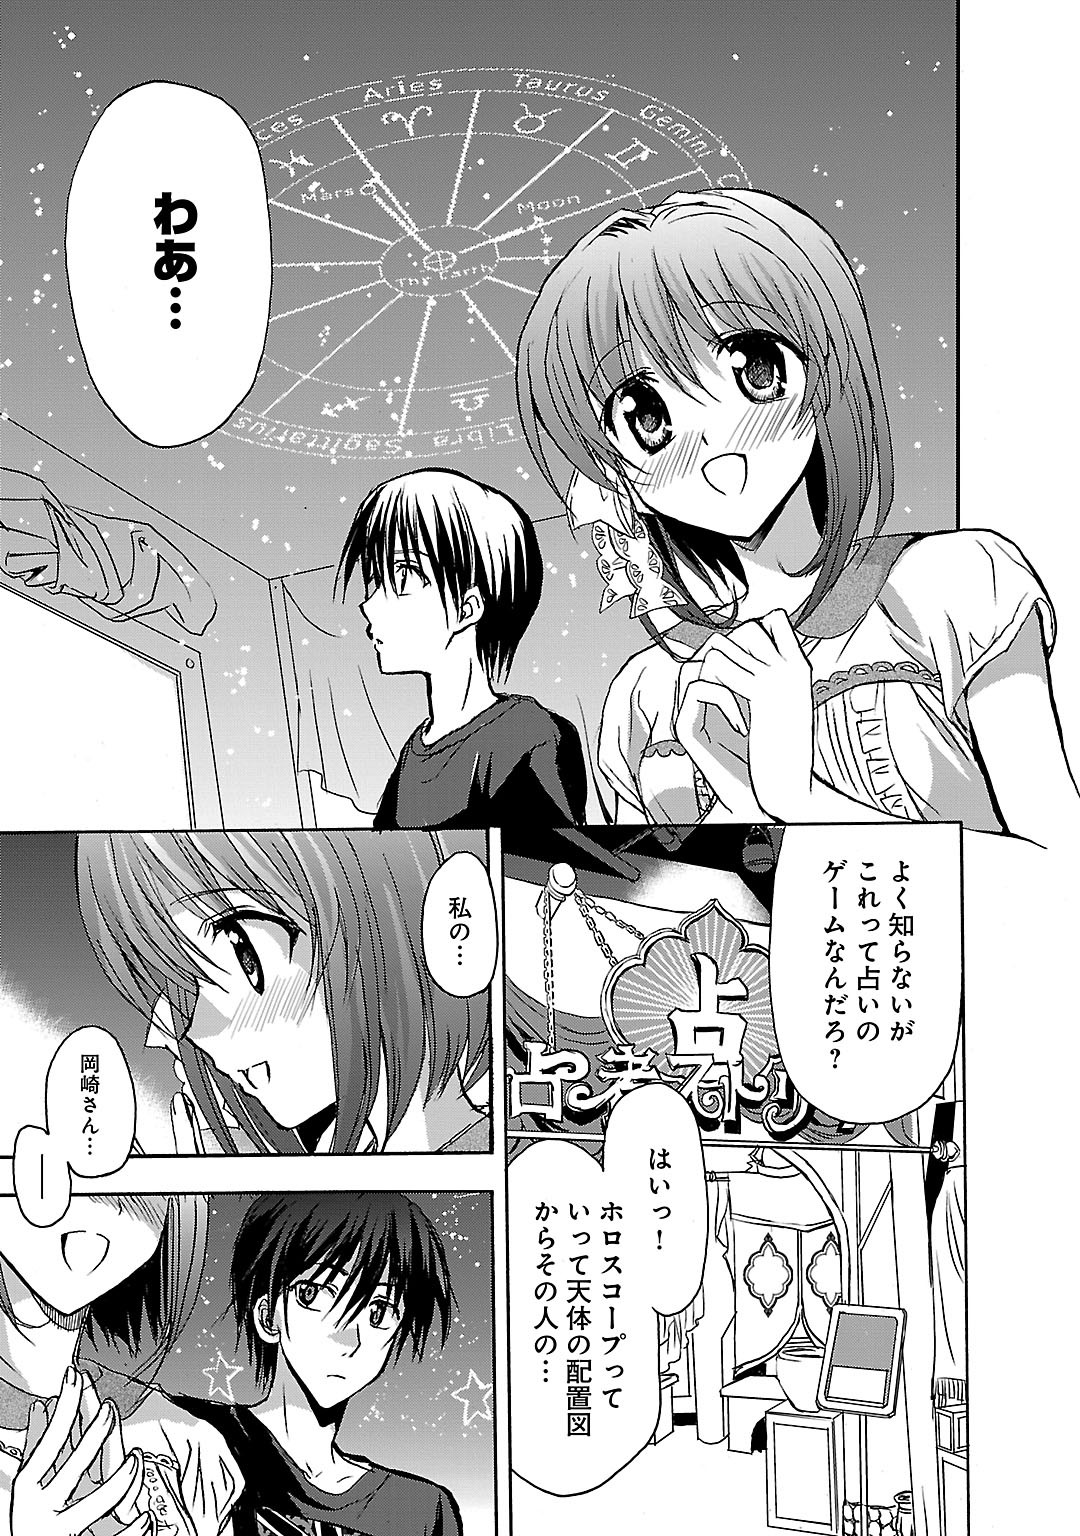 わあ…
Aries
Taurus
Gemini
Mars
Moon
The Earth
Libra
Sagittarius
よく知らないが
これって占いの
ゲームなんだろ？
占
はいっ！
ホロスコープって
いって天体の配置図
からその人の…
私の…
岡崎さん…